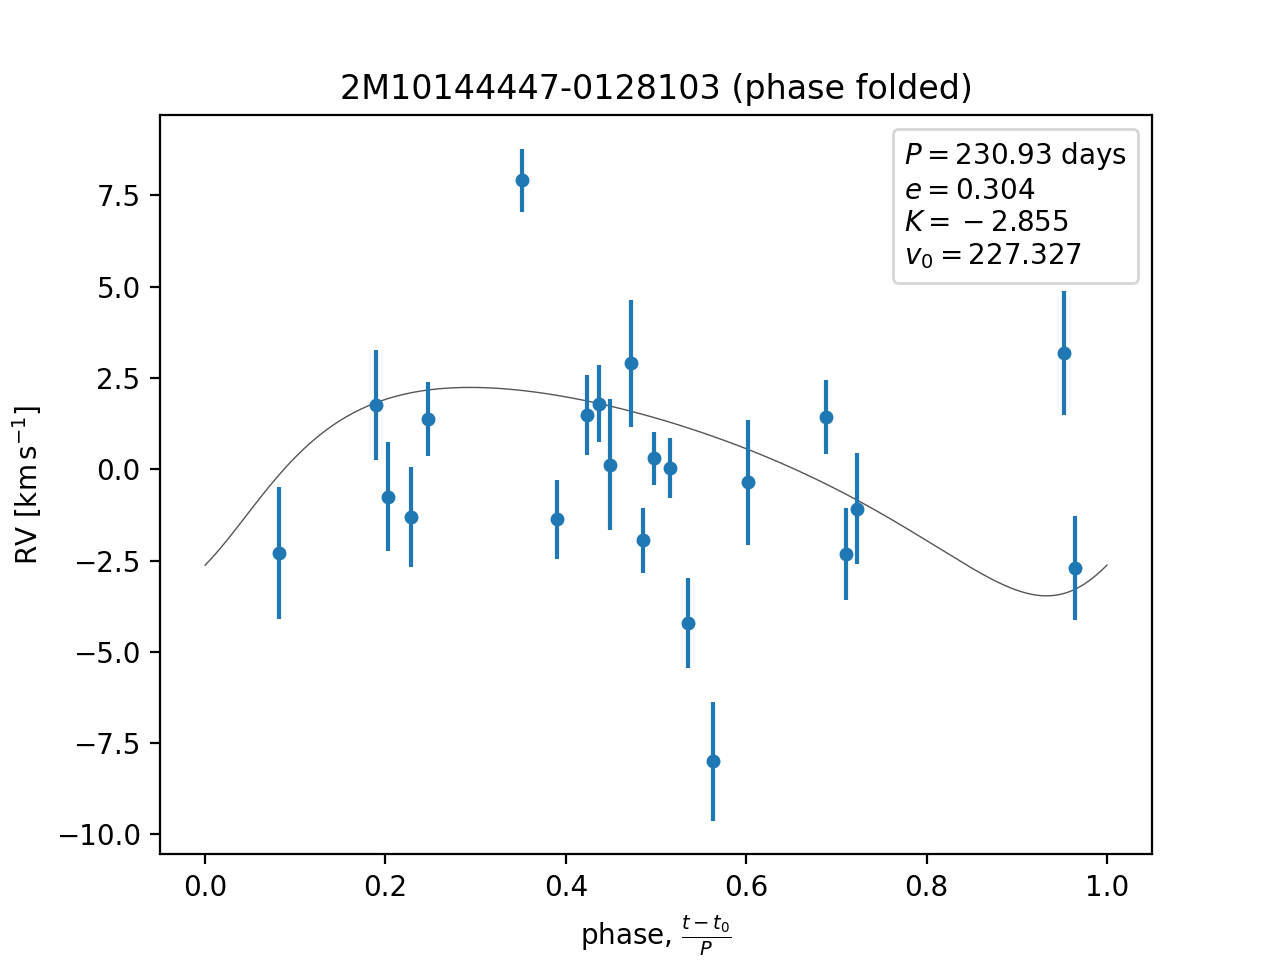 2M10144447-0128103 (phase folded)
P = 230.93 days
e = 0.304
K = −2.855
v₀ = 227.327
RV [km s⁻¹]
7.5
5.0
2.5
0.0
−2.5
−5.0
−7.5
−10.0
0.0 0.2 0.4 0.6 0.8 1.0
phase, (t − t₀)/P